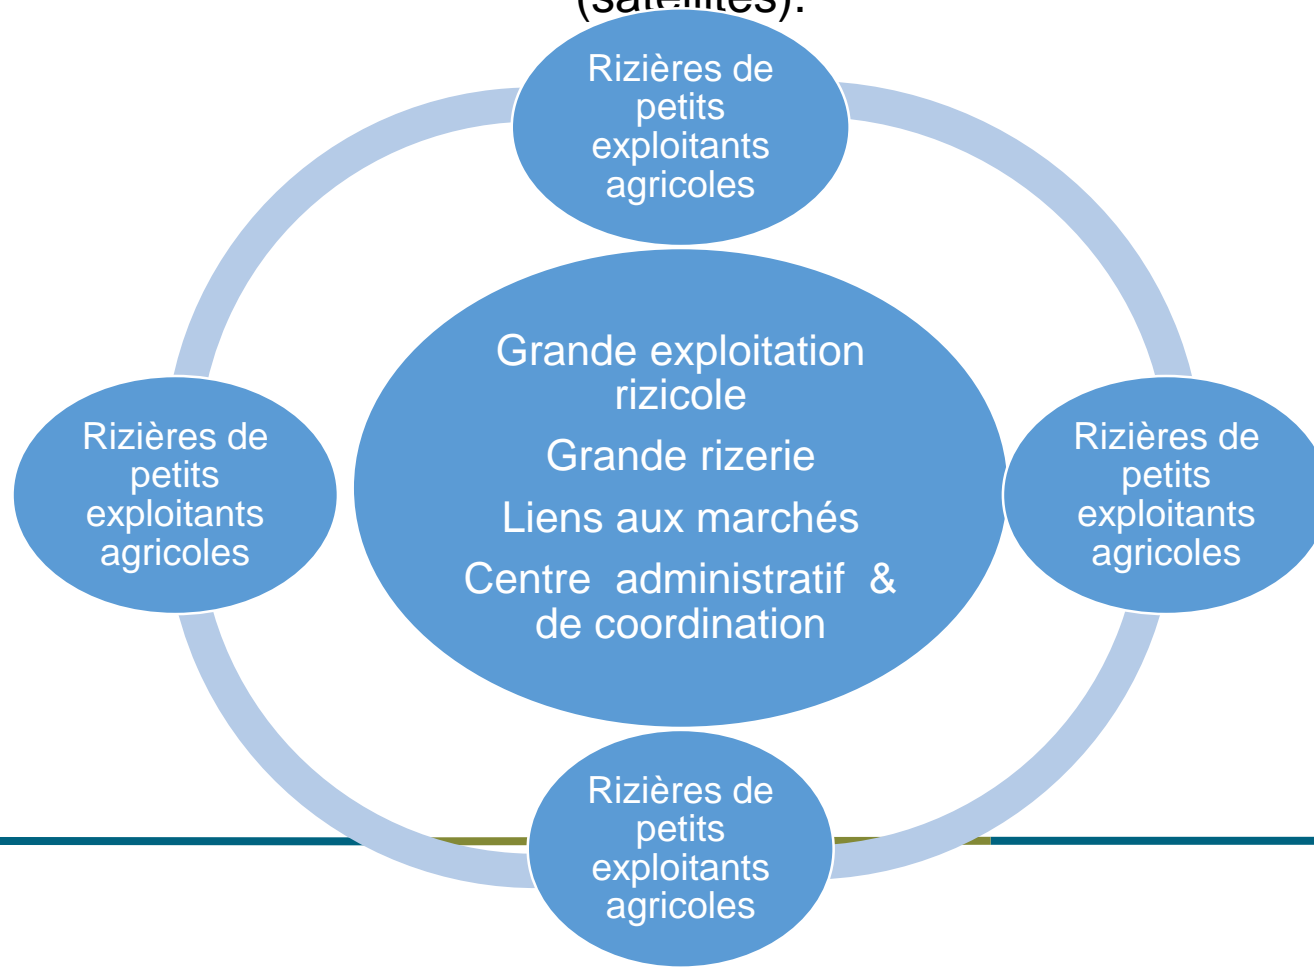 (satellites).
Rizières de
petits
exploitants
agricoles
Grande exploitation
rizicole
Grande rizerie
Liens aux marchés
Centre administratif &
de coordination
Rizières de
petits
exploitants
agricoles
Rizières de
petits
exploitants
agricoles
Rizières de
petits
exploitants
agricoles